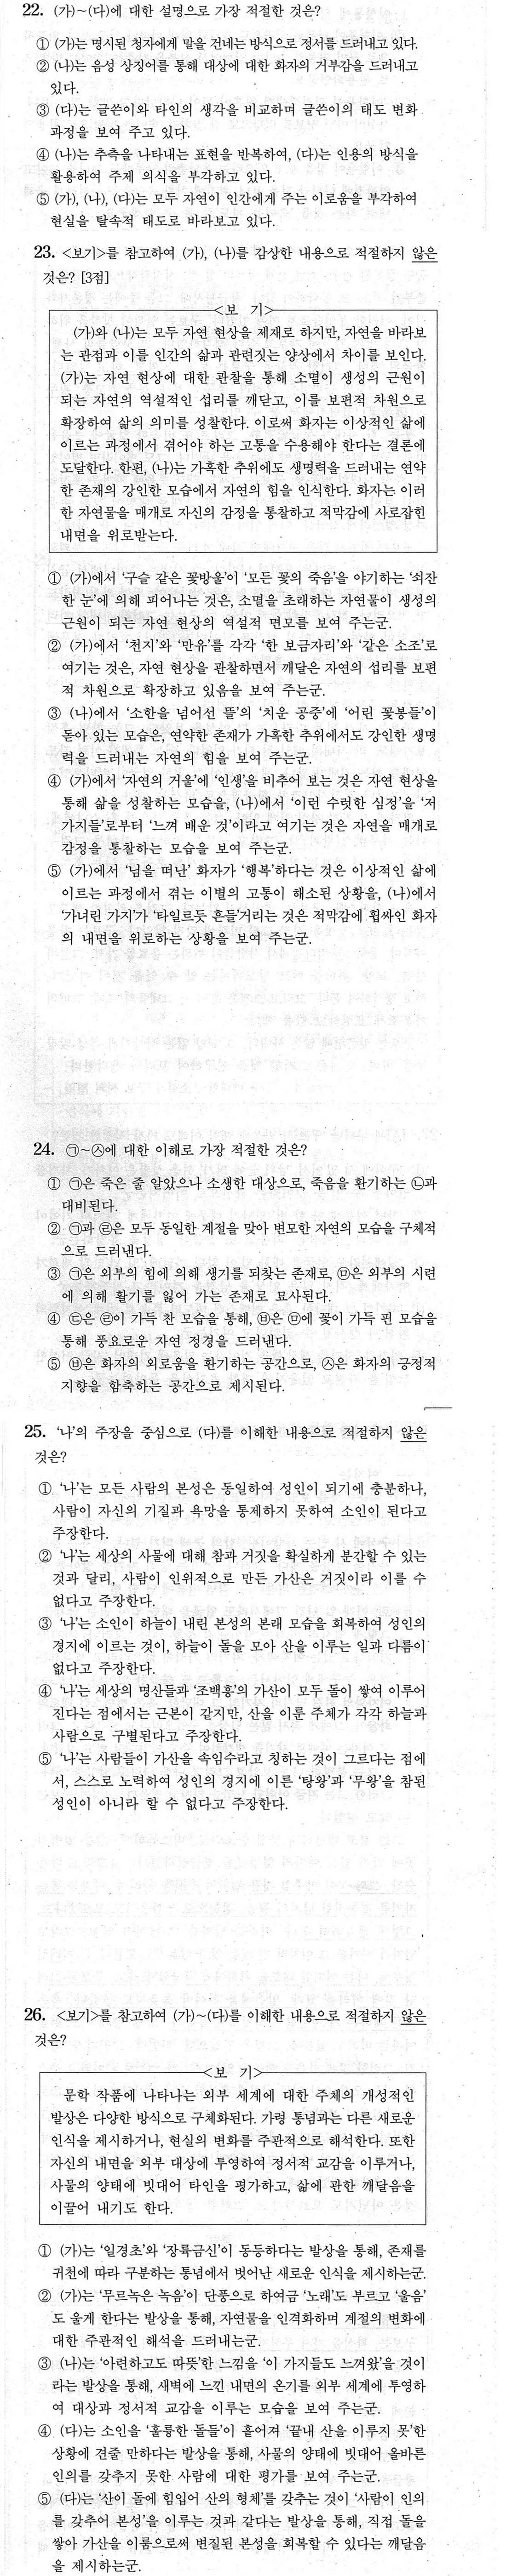 22. (가)~(다)에 대한 설명으로 가장 적절한 것은?
① (가)는 명시된 청자에게 말을 건네는 방식으로 정서를 드러내고 있다.
② (나)는 음성 상징어를 통해 대상에 대한 화자의 거부감을 드러내고
있다.
③ (다)는 글쓴이와 타인의 생각을 비교하며 글쓴이의 태도 변화
과정을 보여 주고 있다.
④ (나)는 추측을 나타내는 표현을 반복하여, (다)는 인용의 방식을
활용하여 주제 의식을 부각하고 있다.
⑤ (가), (나), (다)는 모두 자연이 인간에게 주는 이로움을 부각하여
현실을 탈속적 태도로 바라보고 있다.
23. <보기>를 참고하여 (가), (나)를 감상한 내용으로 적절하지 않은
것은? [3점]
<보 기>
(가)와 (나)는 모두 자연 현상을 제재로 하지만, 자연을 바라보
는 관점과 이를 인간의 삶과 관련짓는 양상에서 차이를 보인다.
(가)는 자연 현상에 대한 관찰을 통해 소멸이 생성의 근원이
되는 자연의 역설적인 섭리를 깨닫고, 이를 보편적 차원으로
확장하여 삶의 의미를 성찰한다. 이로써 화자는 이상적인 삶에
이르는 과정에서 겪어야 하는 고통을 수용해야 한다는 결론에
도달한다. 한편, (나)는 가혹한 추위에도 생명력을 드러내는 연약
한 존재의 강인한 모습에서 자연의 힘을 인식한다. 화자는 이러
한 자연물을 매개로 자신의 감정을 통찰하고 적막감에 사로잡힌
내면을 위로받는다.
① (가)에서 '구슬 같은 꽃방울'이 '모든 꽃의 죽음'을 야기하는 '쇠잔
한 눈'에 의해 피어나는 것은, 소멸을 초래하는 자연물이 생성의
근원이 되는 자연 현상의 역설적 면모를 보여 주는군.
② (가)에서 '천지'와 '만유'를 각각 '한 보금자리'와 '같은 소조'로
여기는 것은, 자연 현상을 관찰하면서 깨달은 자연의 섭리를 보편
적 차원으로 확장하고 있음을 보여 주는군.
③ (나)에서 '소한을 넘어선 뜰'의 '치운 공중'에 '어린 꽃봉들'이
돋아 있는 모습은, 연약한 존재가 가혹한 추위에서도 강인한 생명
력을 드러내는 자연의 힘을 보여 주는군.
④ (가)에서 '자연의 거울'에 '인생'을 비추어 보는 것은 자연 현상을
통해 삶을 성찰하는 모습을, (나)에서 '이런 수럿한 심정'을 '저
가지들'로부터 '느껴 배운 것'이라고 여기는 것은 자연을 매개로
감정을 통찰하는 모습을 보여 주는군.
⑤ (가)에서 '님을 떠난' 화자가 '행복'하다는 것은 이상적인 삶에
이르는 과정에서 겪는 이별의 고통이 해소된 상황을, (나)에서
'가녀린 가지'가 '타일르듯 흔들'거리는 것은 적막감에 휩싸인 화자
의 내면을 위로하는 상황을 보여 주는군.
24. ㉠~㉦에 대한 이해로 가장 적절한 것은?
① ㉠은 죽은 줄 알았으나 소생한 대상으로, 죽음을 환기하는 ㉡과
대비된다.
② ㉠과 ㉣은 모두 동일한 계절을 맞아 변모한 자연의 모습을 구체적
으로 드러낸다.
③ ㉠은 외부의 힘에 의해 생기를 되찾는 존재로, ㉤은 외부의 시련
에 의해 활기를 잃어 가는 존재로 묘사된다.
④ ㉢은 ㉣이 가득 찬 모습을 통해, ㉥은 ㉤에 꽃이 가득 핀 모습을
통해 풍요로운 자연 정경을 드러낸다.
⑤ ㉥은 화자의 외로움을 환기하는 공간으로, ㉦은 화자의 긍정적
지향을 함축하는 공간으로 제시된다.
25. '나'의 주장을 중심으로 (다)를 이해한 내용으로 적절하지 않은
것은?
① '나'는 모든 사람의 본성은 동일하여 성인이 되기에 충분하나,
사람이 자신의 기질과 욕망을 통제하지 못하여 소인이 된다고
주장한다.
② '나'는 세상의 사물에 대해 참과 거짓을 확실하게 분간할 수 있는
것과 달리, 사람이 인위적으로 만든 가산은 거짓이라 이를 수
없다고 주장한다.
③ '나'는 소인이 하늘이 내린 본성의 본래 모습을 회복하여 성인의
경지에 이르는 것이, 하늘이 돌을 모아 산을 이루는 일과 다름이
없다고 주장한다.
④ '나'는 세상의 명산들과 '조백홍'의 가산이 모두 돌이 쌓여 이루어
진다는 점에서는 근본이 같지만, 산을 이룬 주체가 각각 하늘과
사람으로 구별된다고 주장한다.
⑤ '나'는 사람들이 가산을 속임수라고 칭하는 것이 그르다는 점에
서, 스스로 노력하여 성인의 경지에 이른 '탕왕'과 '무왕'을 참된
성인이 아니라 할 수 없다고 주장한다.
26. <보기>를 참고하여 (가)~(다)를 이해한 내용으로 적절하지 않은
것은?
<보 기>
문학 작품에 나타나는 외부 세계에 대한 주체의 개성적인
발상은 다양한 방식으로 구체화된다. 가령 통념과는 다른 새로운
인식을 제시하거나, 현실의 변화를 주관적으로 해석한다. 또한
자신의 내면을 외부 대상에 투영하여 정서적 교감을 이루거나,
사물의 양태에 빗대어 타인을 평가하고, 삶에 관한 깨달음을
이끌어 내기도 한다.
① (가)는 '일경초'와 '장륙금신'이 동등하다는 발상을 통해, 존재를
귀천에 따라 구분하는 통념에서 벗어난 새로운 인식을 제시하는군.
② (가)는 '무르녹은 녹음'이 단풍으로 하여금 '노래'도 부르고 '울음'
도 울게 한다는 발상을 통해, 자연물을 인격화하며 계절의 변화에
대한 주관적인 해석을 드러내는군.
③ (나)는 '아련하고도 따뜻'한 느낌을 '이 가지들도 느껴왔'을 것이
라는 발상을 통해, 새벽에 느낀 내면의 온기를 외부 세계에 투영하
여 대상과 정서적 교감을 이루는 모습을 보여 주는군.
④ (다)는 소인을 '훌륭한 돌들'이 흩어져 '끝내 산을 이루지 못'한
상황에 견줄 만하다는 발상을 통해, 사물의 양태에 빗대어 올바른
인의를 갖추지 못한 사람에 대한 평가를 보여 주는군.
⑤ (다)는 '산이 돌에 힘입어 산의 형체'를 갖추는 것이 '사람이 인의
를 갖추어 본성'을 이루는 것과 같다는 발상을 통해, 직접 돌을
쌓아 가산을 이룸으로써 변질된 본성을 회복할 수 있다는 깨달음
을 제시하는군.